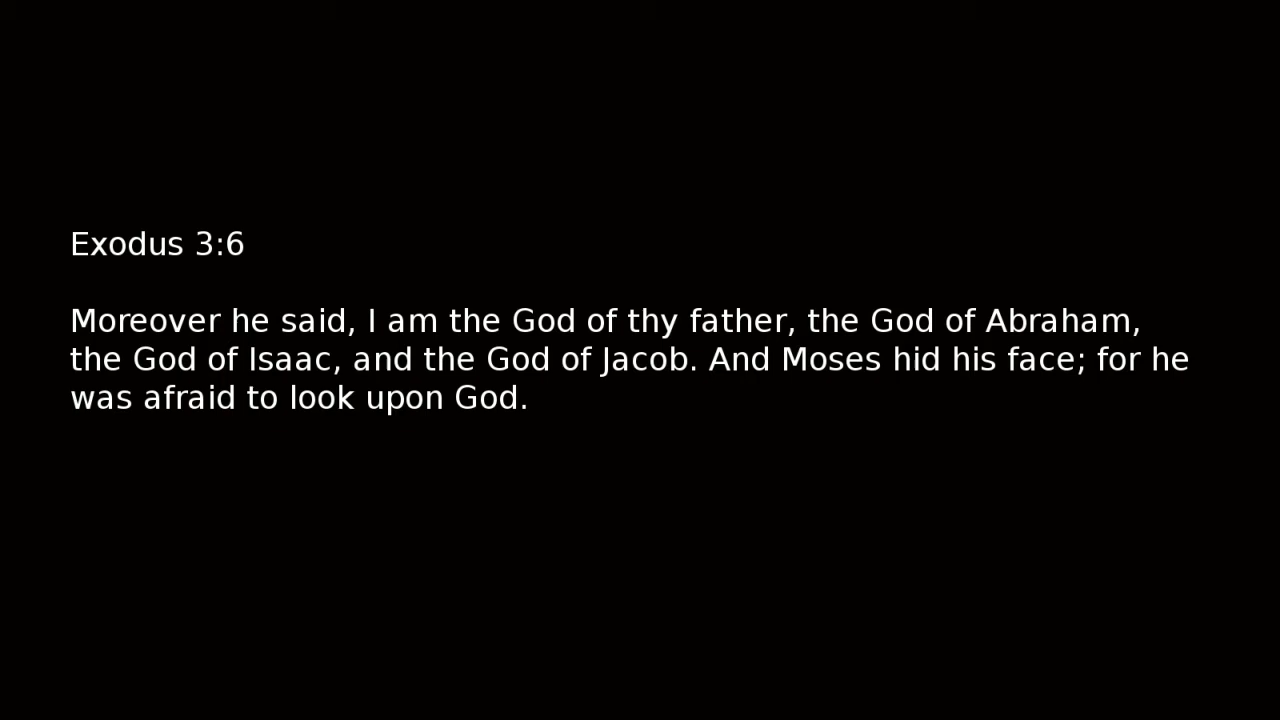 Exodus 3:6
Moreover he said, I am the God of thy father, the God of Abraham,
the God of Isaac, and the God of Jacob. And Moses hid his face; for he
was afraid to look upon God.